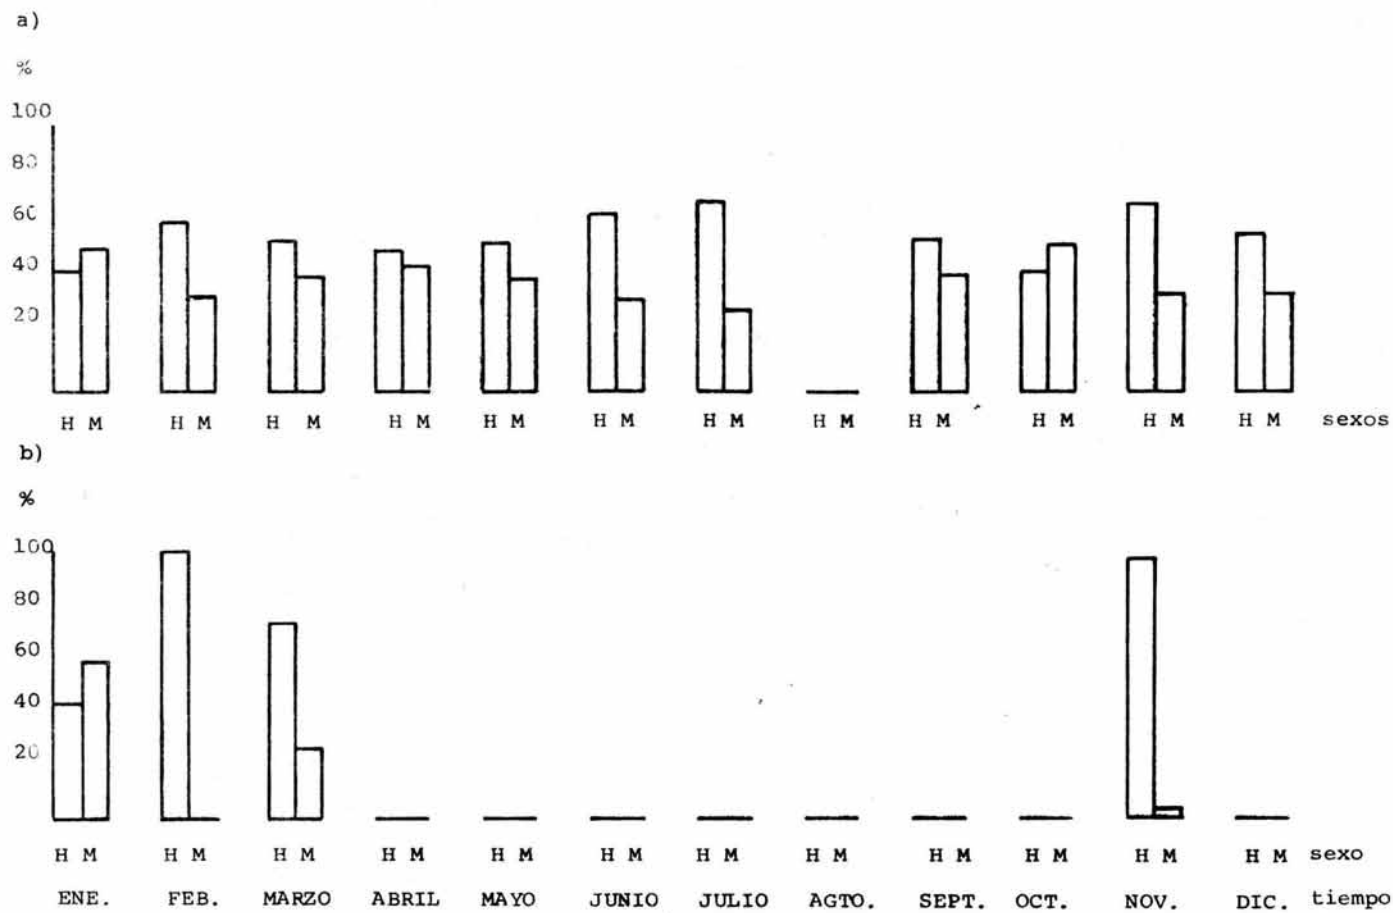 a)
%
100
80
60
40
20
H M H M H M H M H M H M H M H M H M H M H M H M sexos
b)
%
100
80
60
40
20
H M H M H M H M H M H M H M H M H M H M H M H M sexo
ENE. FEB. MARZO ABRIL MAYO JUNIO JULIO AGTO. SEPT. OCT. NOV. DIC. tiempo